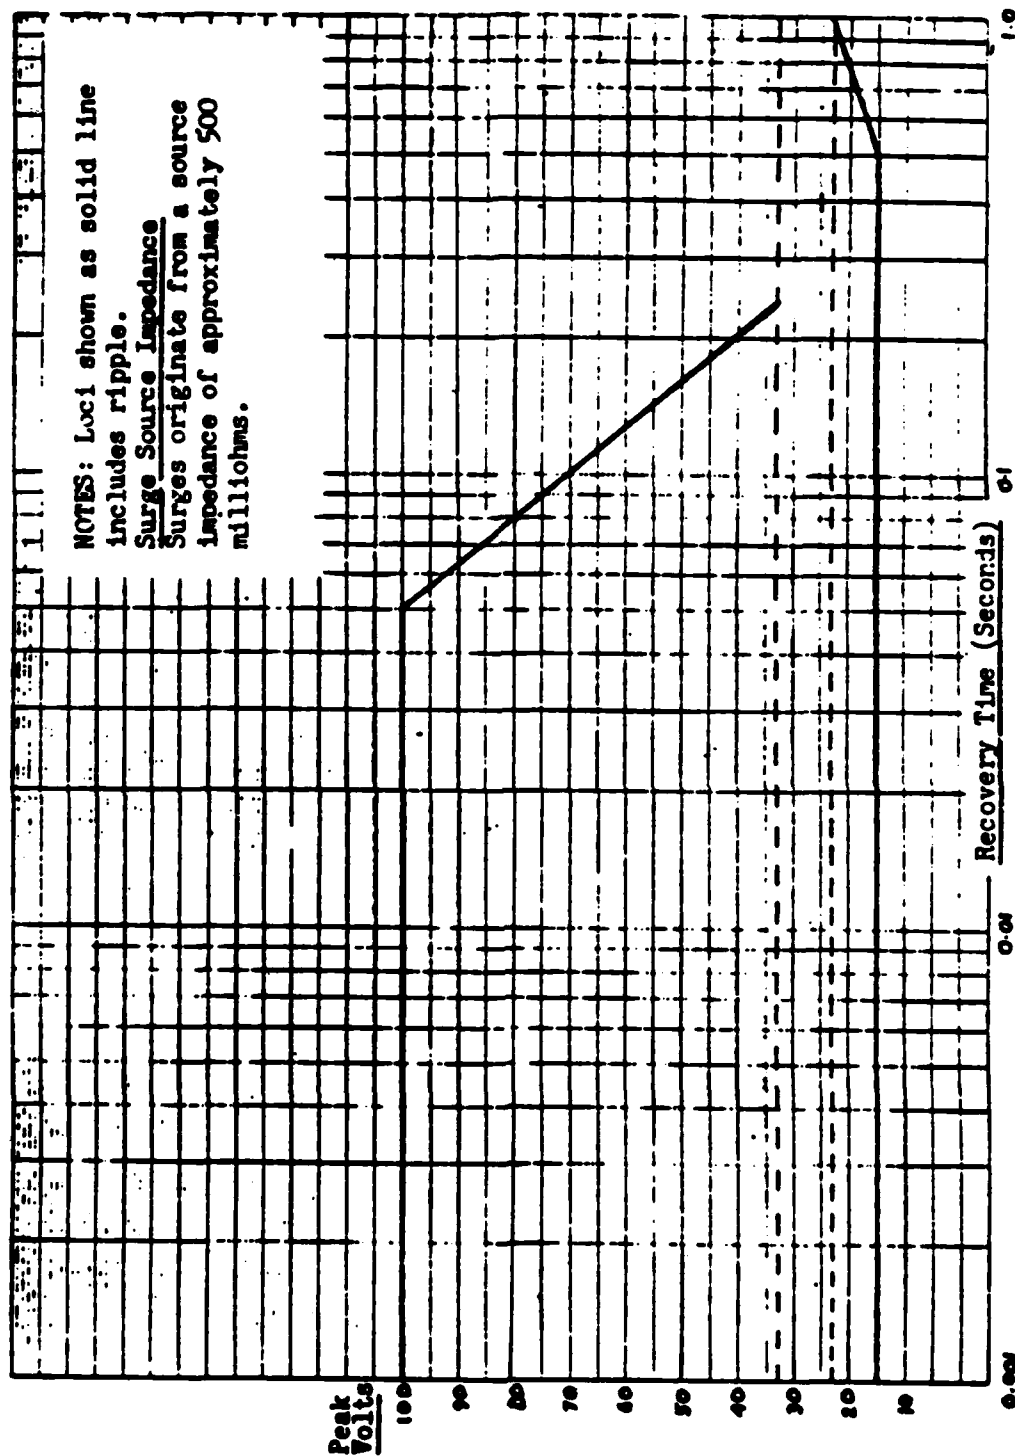 NOTES: Loci shown as solid line
includes ripple.
Surge Source Impedance
Surges originate from a source
impedance of approximately 500
milliohms.
Peak
Volts
100
90
80
70
60
50
40
30
20
10
0.001
0.01
0.1
1.0
Recovery Time (Seconds)